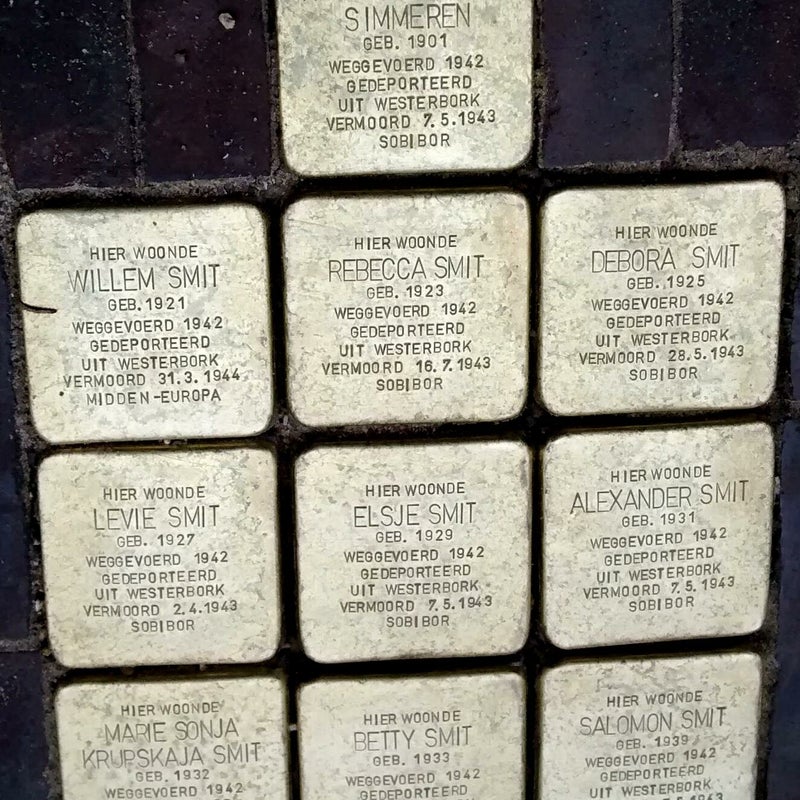 SIMMEREN
GEB. 1901
WEGGEVOERD 1942
GEDEPORTEERD
UIT WESTERBORK
VERMOORD 7.5.1943
SOBIBOR
HIER WOONDE
WILLEM SMIT
GEB. 1921
WEGGEVOERD 1942
GEDEPORTEERD
UIT WESTERBORK
VERMOORD 31.3.1944
MIDDEN-EUROPA
HIER WOONDE
REBECCA SMIT
GEB. 1923
WEGGEVOERD 1942
GEDEPORTEERD
UIT WESTERBORK
VERMOORD 16.7.1943
SOBIBOR
HIER WOONDE
DEBORA SMIT
GEB. 1925
WEGGEVOERD 1942
GEDEPORTEERD
UIT WESTERBORK
VERMOORD 28.5.1943
SOBIBOR
HIER WOONDE
LEVIE SMIT
GEB. 1927
WEGGEVOERD 1942
GEDEPORTEERD
UIT WESTERBORK
VERMOORD 2.4.1943
SOBIBOR
HIER WOONDE
ELSJE SMIT
GEB. 1929
WEGGEVOERD 1942
GEDEPORTEERD
UIT WESTERBORK
VERMOORD 7.5.1943
SOBIBOR
HIER WOONDE
ALEXANDER SMIT
GEB. 1931
WEGGEVOERD 1942
GEDEPORTEERD
UIT WESTERBORK
VERMOORD 7.5.1943
SOBIBOR
HIER WOONDE
MARIE SONJA
KRUPSKAJA SMIT
GEB. 1932
WEGGEVOERD 1942
HIER WOONDE
BETTY SMIT
GEB. 1933
WEGGEVOERD 1942
GEDEPORTEERD
HIER WOONDE
SALOMON SMIT
GEB. 1939
WEGGEVOERD 1942
GEDEPORTEERD
UIT WESTERBORK